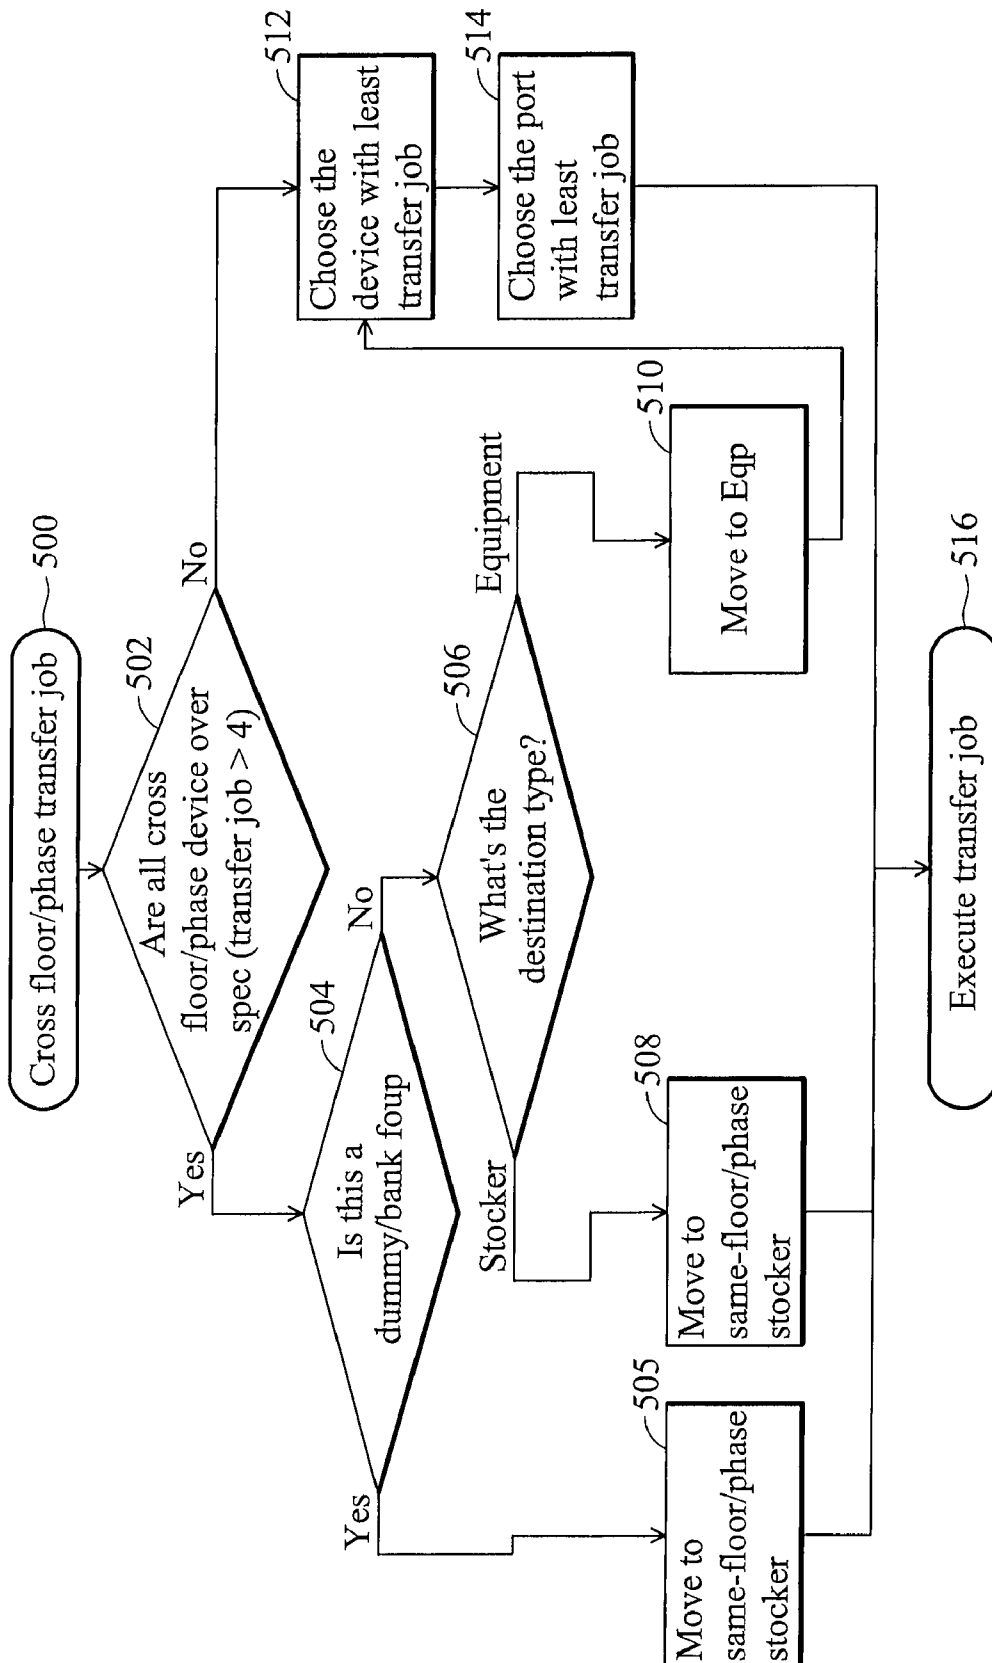 Cross floor/phase transfer job
500
Are all cross
floor/phase device over
spec (transfer job > 4)
502
Yes
No
Is this a
dummy/bank foup
504
Yes
No
What's the
destination type?
506
Stocker
Equipment
Move to
same-floor/phase
stocker
505
Move to
same-floor/phase
stocker
508
Move to Eqp
510
Choose the
device with least
transfer job
512
Choose the port
with least
transfer job
514
Execute transfer job
516